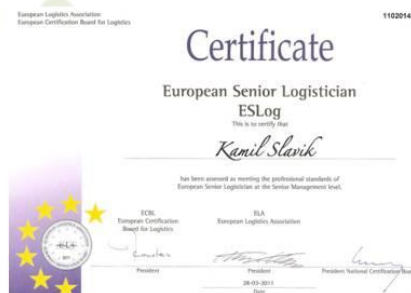 European Logistics Association
European Certification Board for Logistics
1102014
Certificate
European Senior Logistician
ESLog
This is to certify that
Kamil Slavik
has been assessed as meeting the professional standards of
European Senior Logistician at the Senior Management level.
ECBL
European Certification
Board for Logistics
ELA
European Logistics Association
President
President
President National Certification
28-03-2011
Date